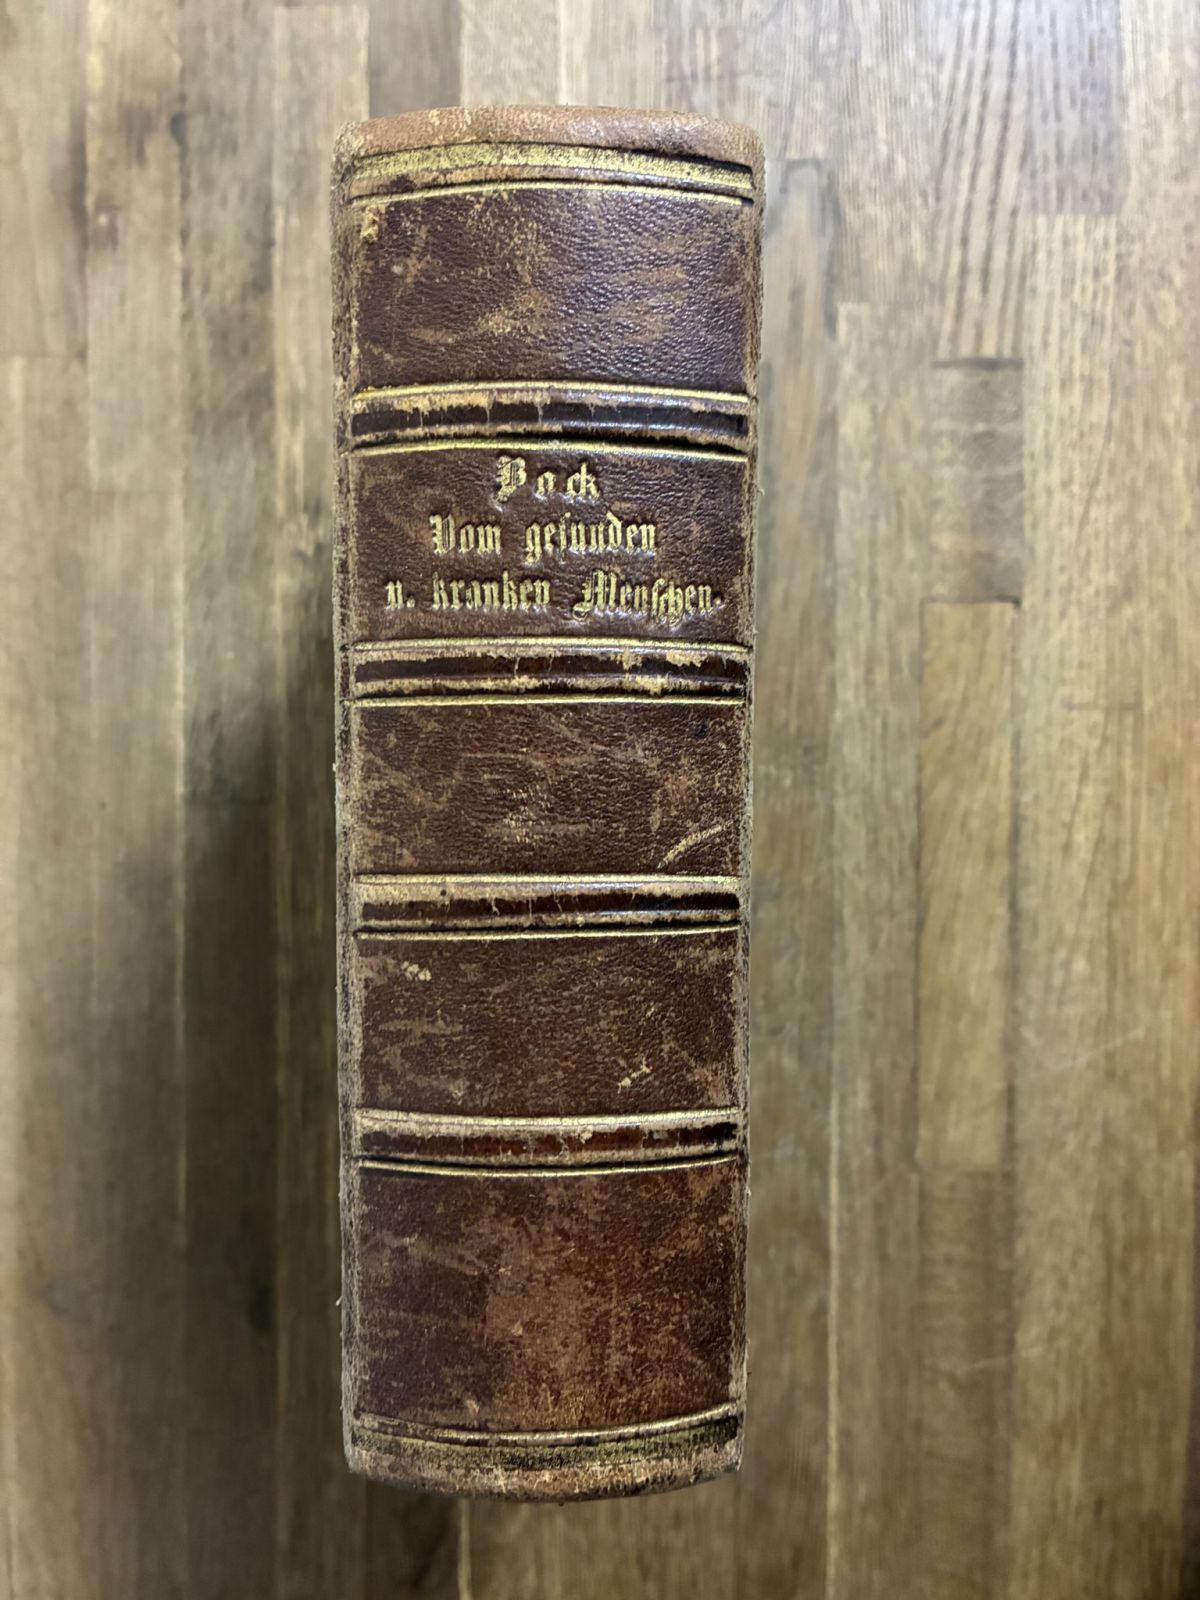 Bock
Vom gesunden
u. kranken Menschen.